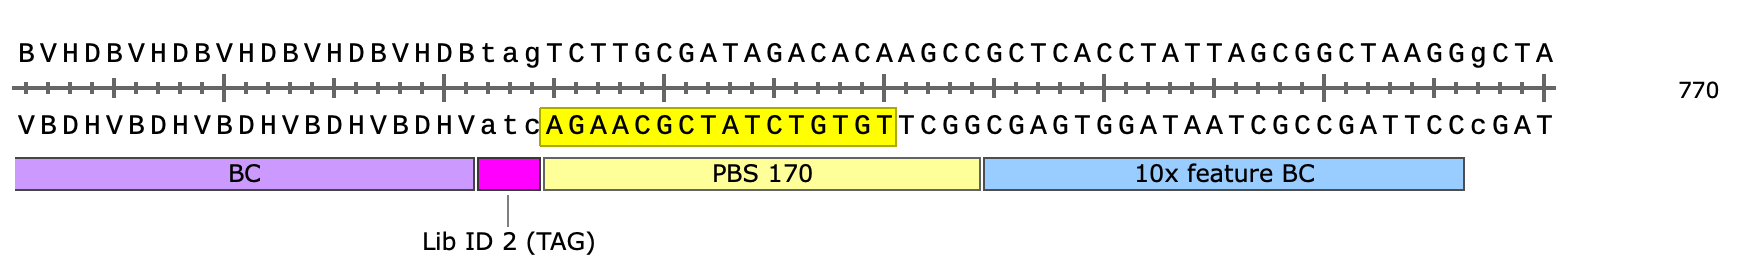 BVHDBVHDBVHDBVHDBVHDBtagTCTTGCGATAGACACAAGCCGCTCACCTATTAGCGGCTAAGGgCTA
770
VBDHVBDHVBDHVBDHVBDHVatcAGAACGCTATCTGTGTTCGGCGAGTGGATAATCGCCGATTCCcGAT
BC
PBS 170
10x feature BC
Lib ID 2 (TAG)